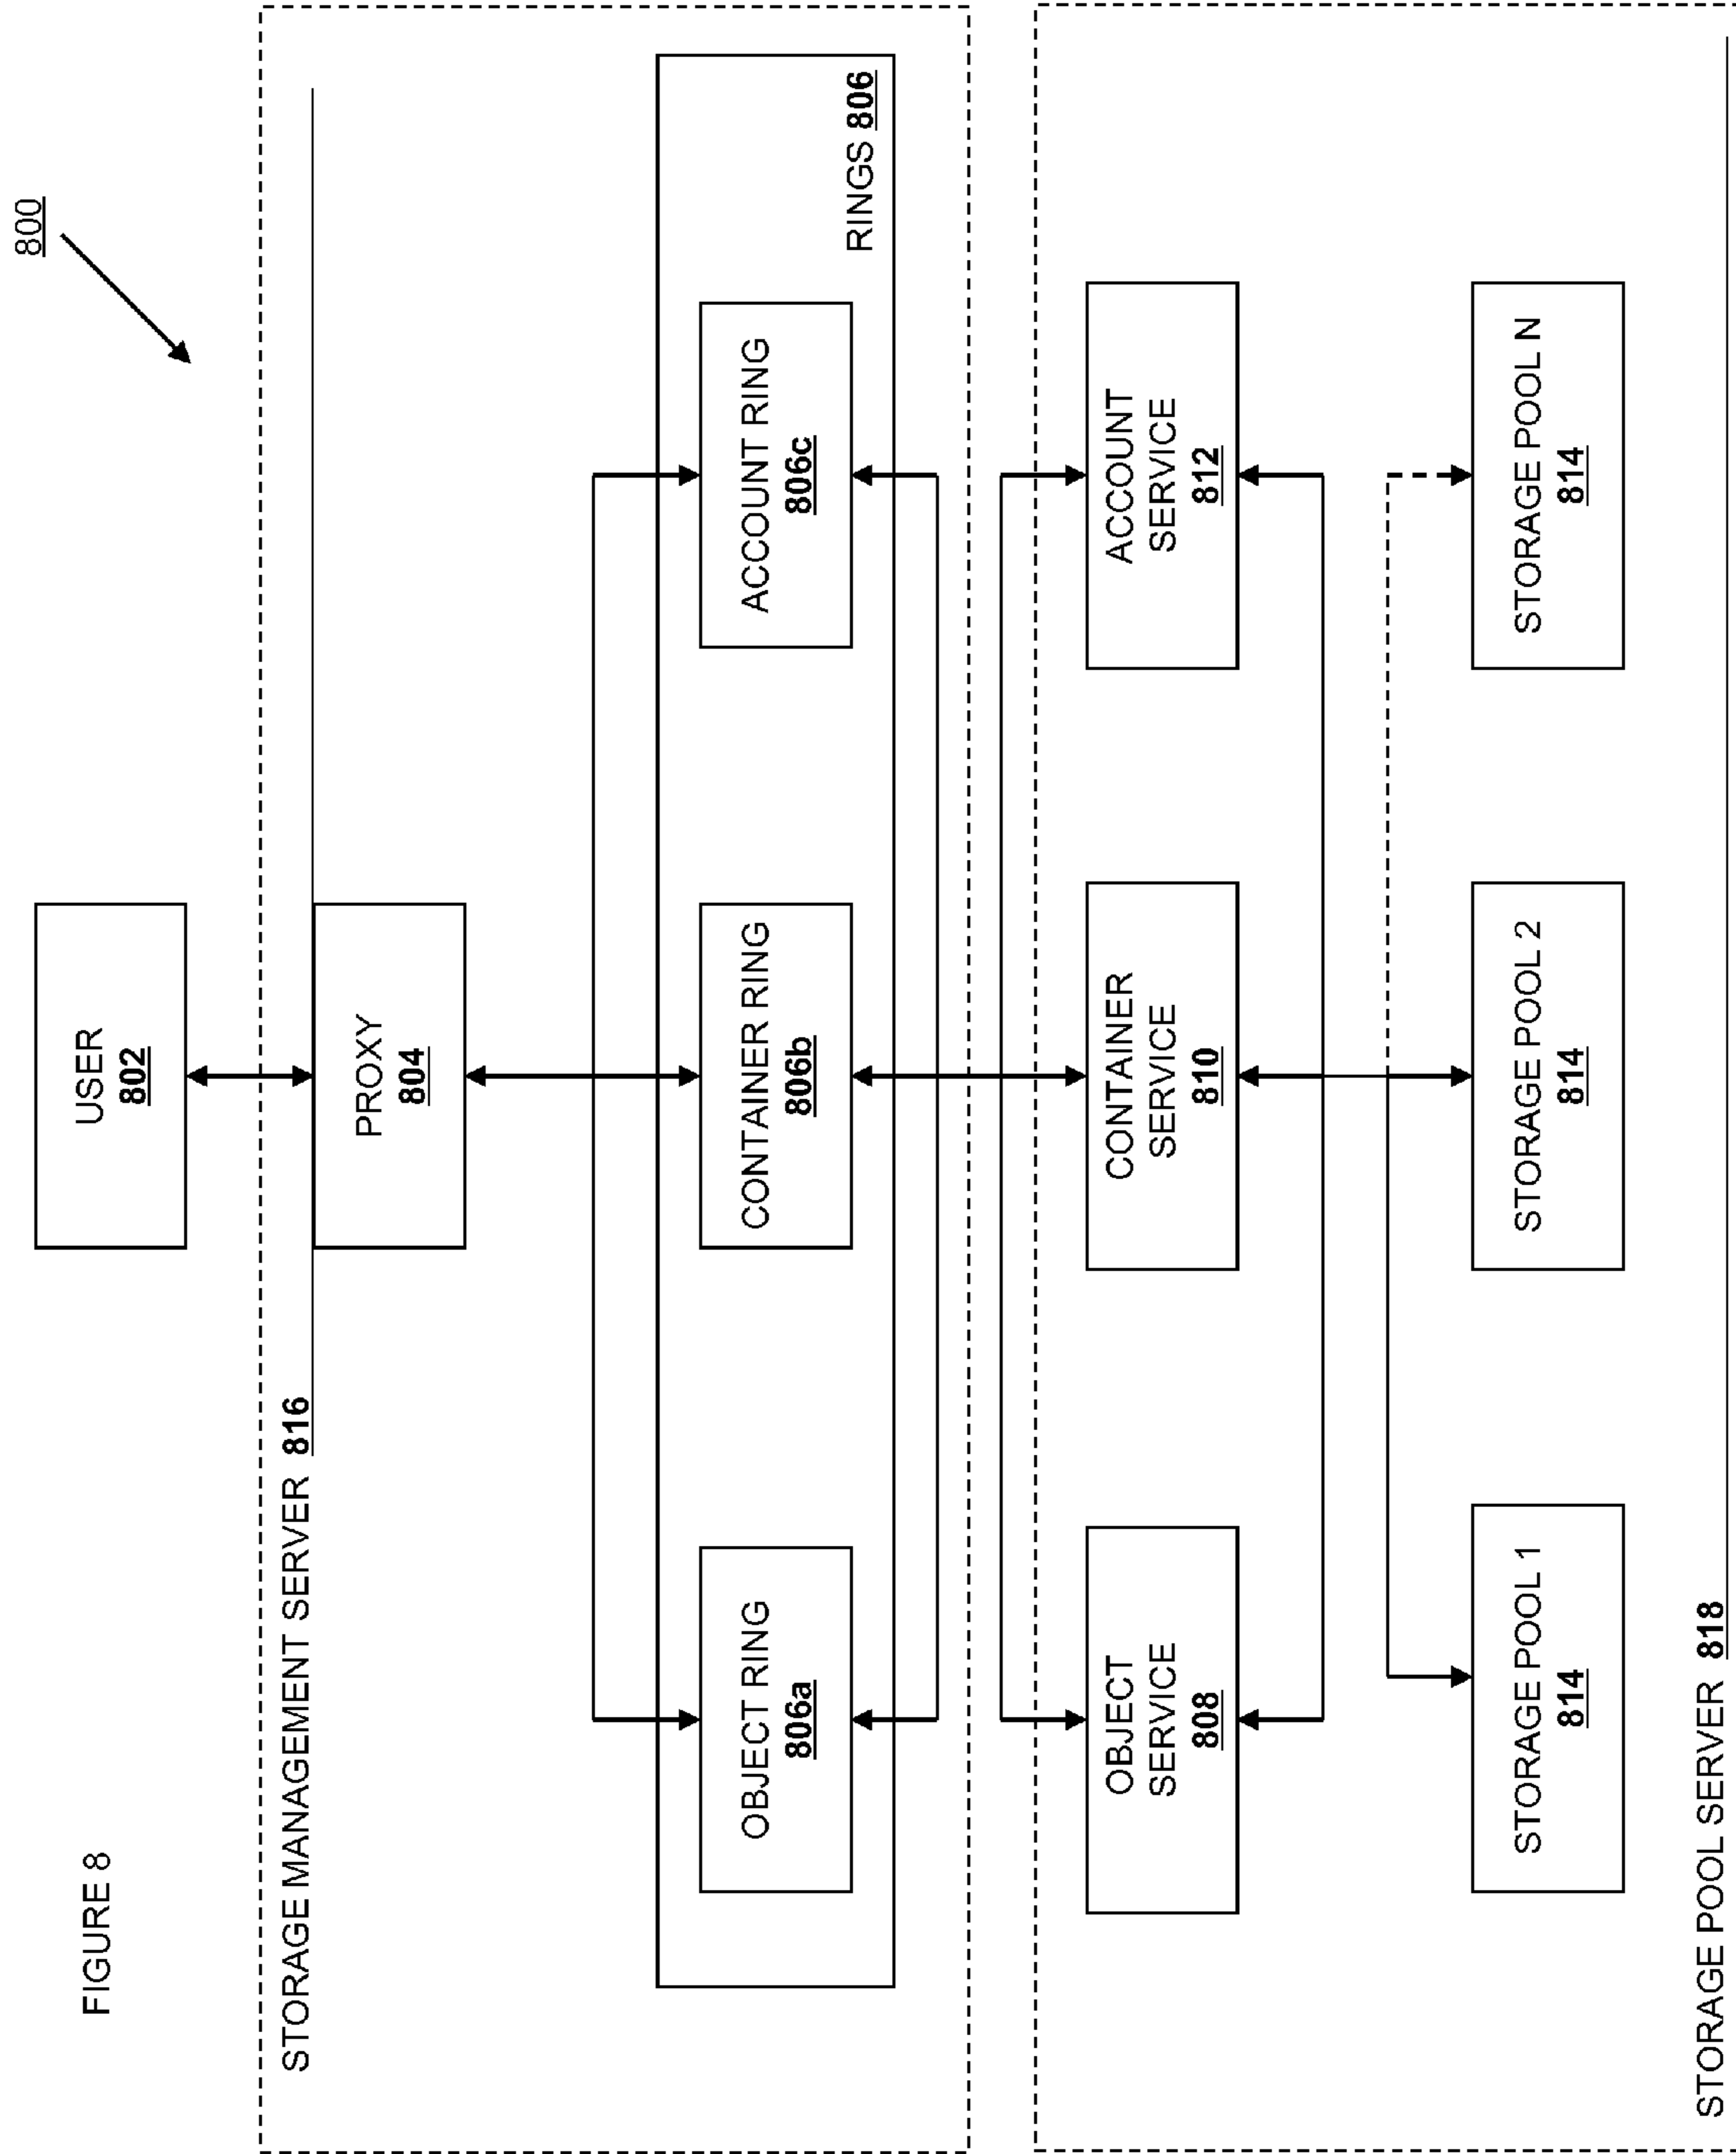 FIGURE 8
800
USER
802
STORAGE MANAGEMENT SERVER 816
PROXY
804
OBJECT RING
806a
CONTAINER RING
806b
ACCOUNT RING
806c
RINGS 806
OBJECT
SERVICE
808
CONTAINER
SERVICE
810
ACCOUNT
SERVICE
812
STORAGE POOL 1
814
STORAGE POOL 2
814
STORAGE POOL N
814
STORAGE POOL SERVER 818